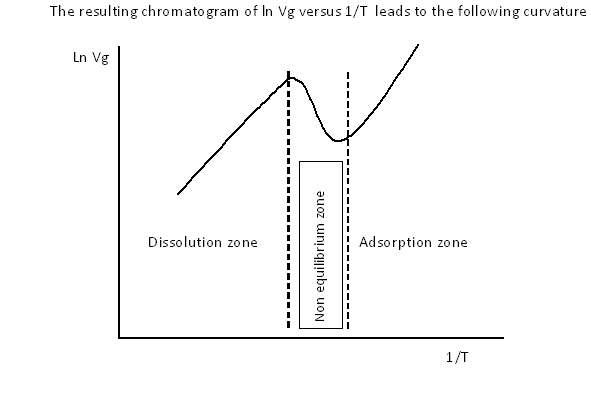 The resulting chromatogram of ln Vg versus 1/T leads to the following curvature
Ln Vg
Non equilibrium zone
Dissolution zone
Adsorption zone
1/T